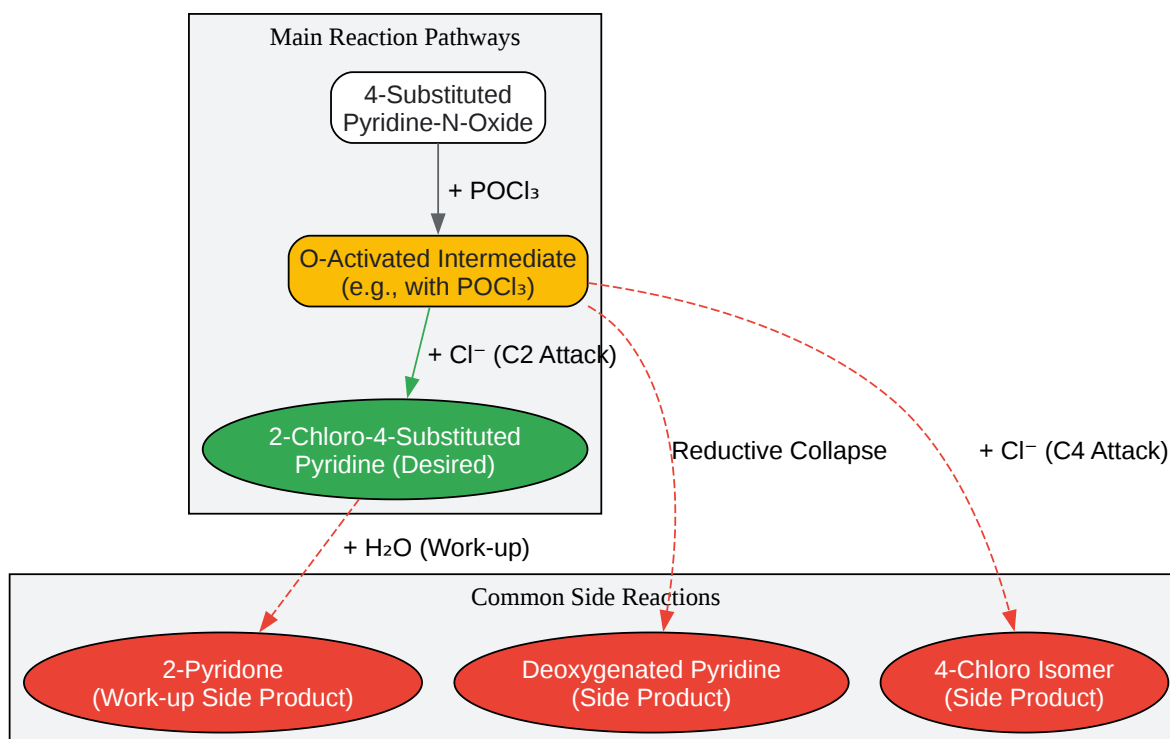 Main Reaction Pathways
4-Substituted
Pyridine-N-Oxide
+ POCl₃
O-Activated Intermediate
(e.g., with POCl₃)
+ Cl⁻ (C2 Attack)
2-Chloro-4-Substituted
Pyridine (Desired)
Reductive Collapse
+ Cl⁻ (C4 Attack)
+ H₂O (Work-up)
Common Side Reactions
2-Pyridone
(Work-up Side Product)
Deoxygenated Pyridine
(Side Product)
4-Chloro Isomer
(Side Product)